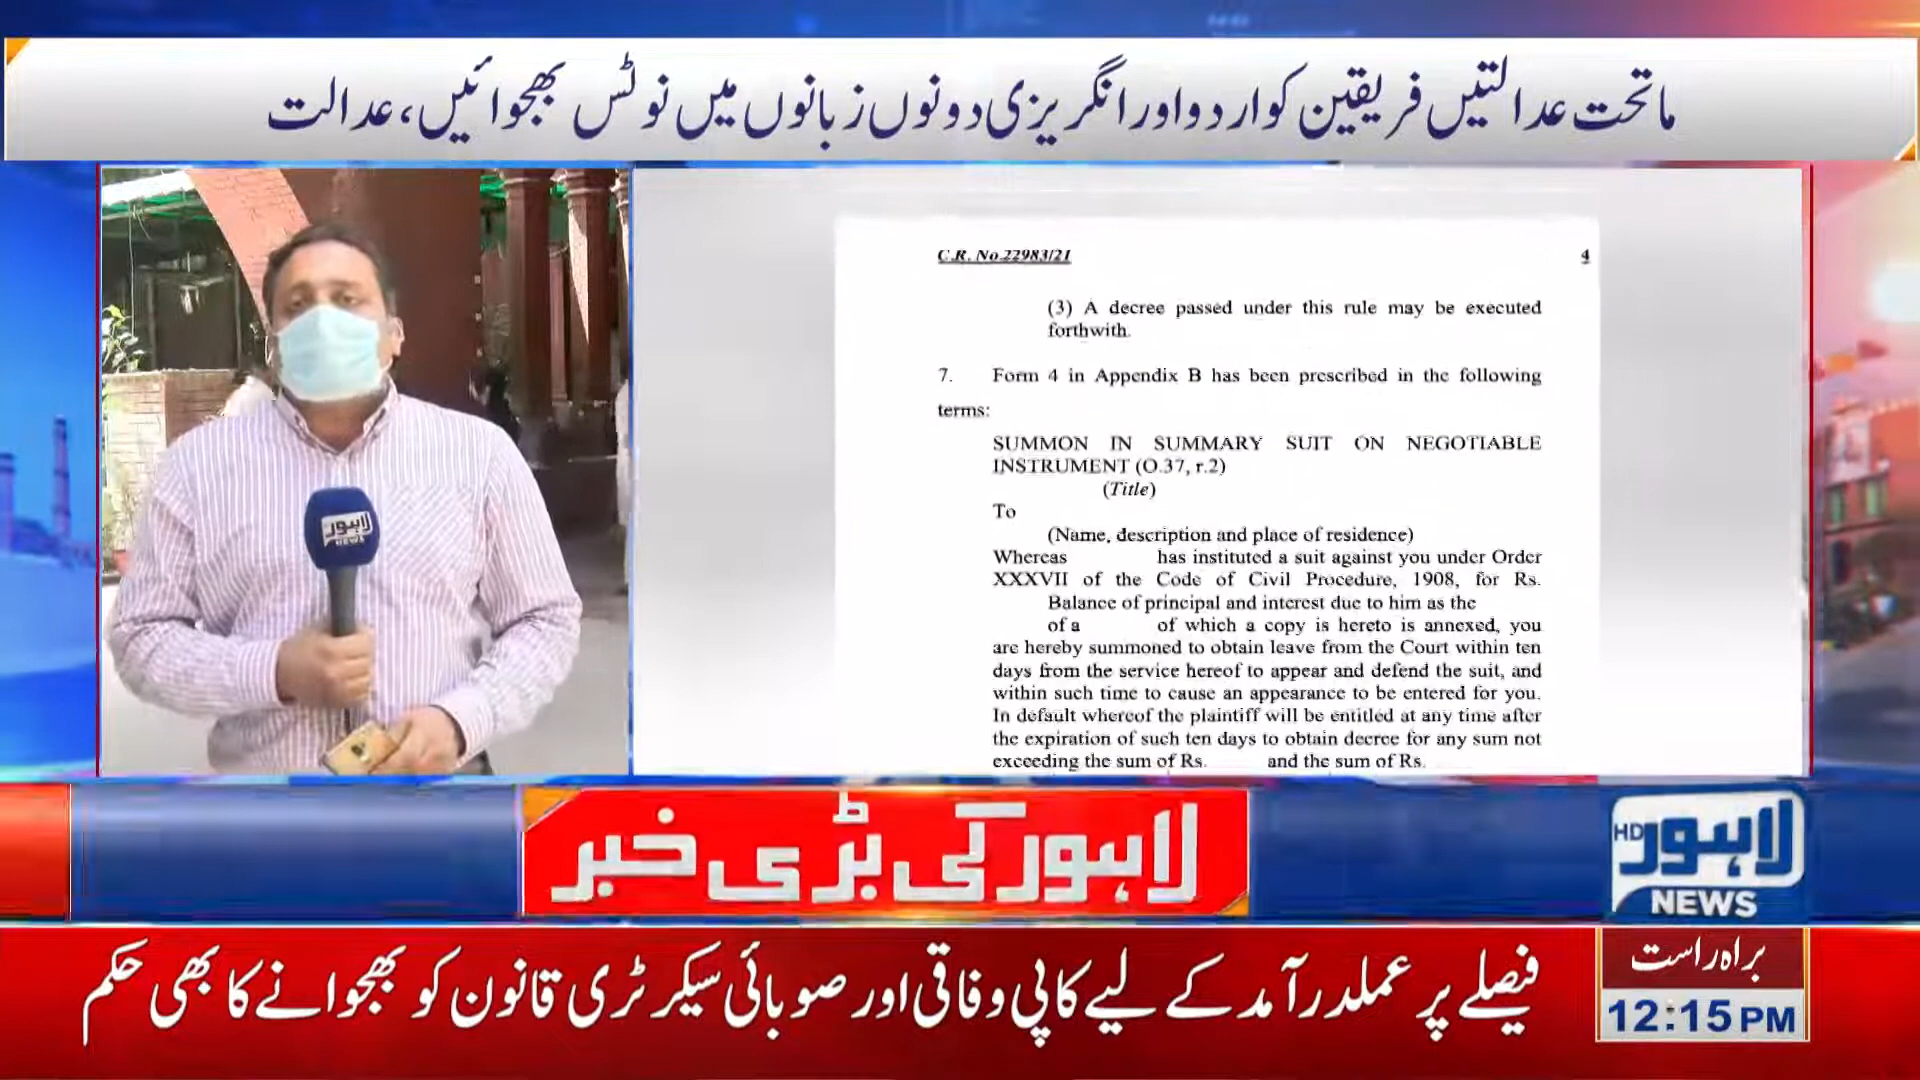 ماتحت عدالتیں فریقین کو اردو اور انگریزی دونوں زبانوں میں نوٹس بھجوائیں، عدالت
لاہور
NEWS
C.R. No.22983/21 4
(3) A decree passed under this rule may be executed
forthwith.
7. Form 4 in Appendix B has been prescribed in the following
terms:
SUMMON IN SUMMARY SUIT ON NEGOTIABLE
INSTRUMENT (O.37, r.2)
(Title)
To
(Name, description and place of residence)
Whereas has instituted a suit against you under Order
XXXVII of the Code of Civil Procedure, 1908, for Rs.
Balance of principal and interest due to him as the
of a of which a copy is hereto is annexed, you
are hereby summoned to obtain leave from the Court within ten
days from the service hereof to appear and defend the suit, and
within such time to cause an appearance to be entered for you.
In default whereof the plaintiff will be entitled at any time after
the expiration of such ten days to obtain decree for any sum not
exceeding the sum of Rs. and the sum of Rs.
لاہور کی بڑی خبر
لاہور HD
NEWS
فیصلے پر عملدرآمد کے لیے کاپی وفاقی اور صوبائی سیکرٹری قانون کو بھجوانے کا بھی حکم
براہ راست
12:15 PM